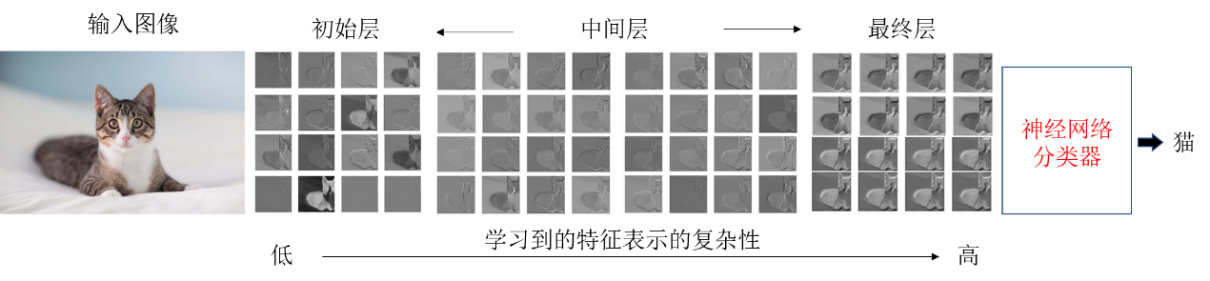 输入图像
初始层
中间层
最终层
神经网络
分类器
猫
学习到的特征表示的复杂性
低
高